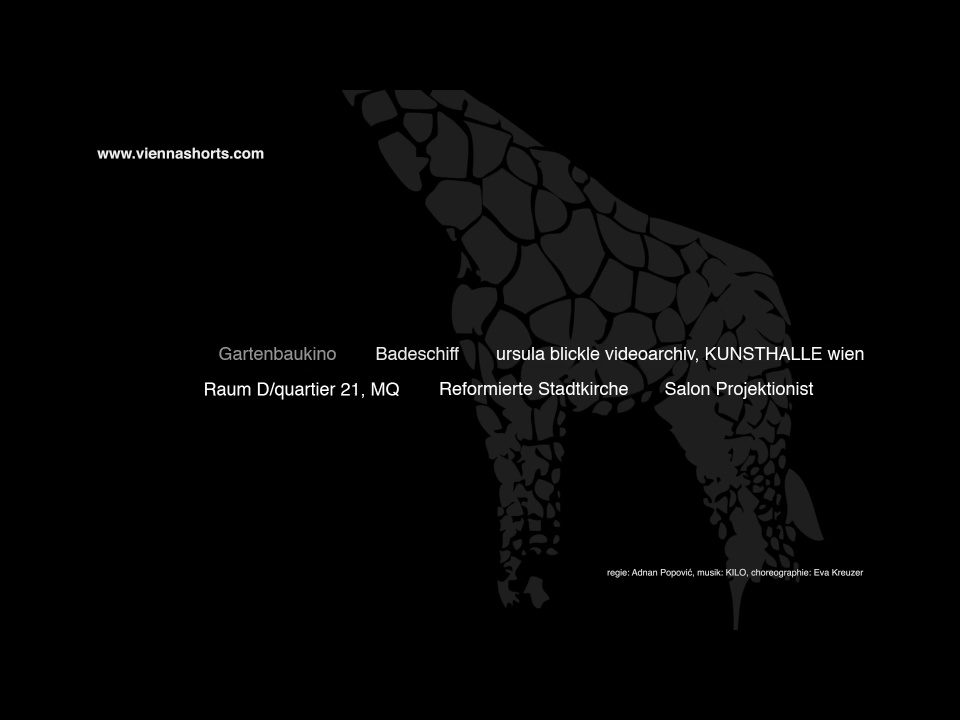 www.viennashorts.com
Gartenbaukino Badeschiff ursula blickle videoarchiv, KUNSTHALLE wien
Raum D/quartier 21, MQ Reformierte Stadtkirche Salon Projektionist
regie: Adnan Popović, musik: KILO, choreographie: Eva Kreuzer